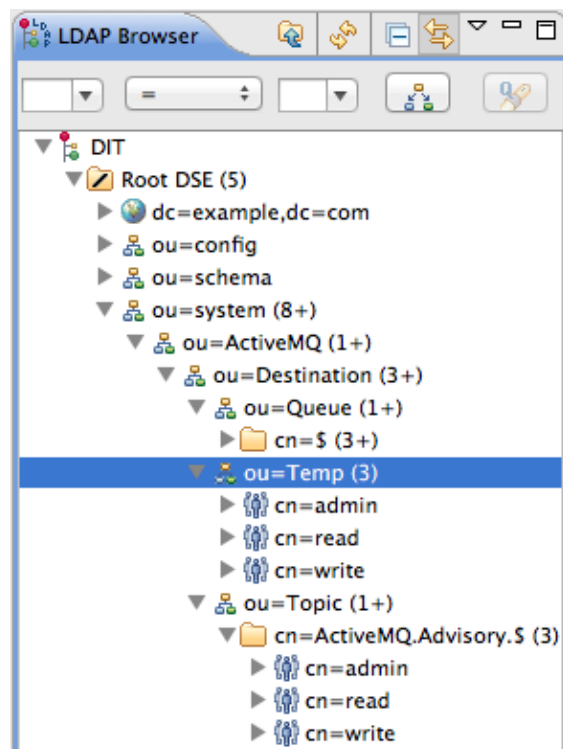 LDAP Browser
=
DIT
Root DSE (5)
dc=example,dc=com
ou=config
ou=schema
ou=system (8+)
ou=ActiveMQ (1+)
ou=Destination (3+)
ou=Queue (1+)
cn=$ (3+)
ou=Temp (3)
cn=admin
cn=read
cn=write
ou=Topic (1+)
cn=ActiveMQ.Advisory.$ (3)
cn=admin
cn=read
cn=write